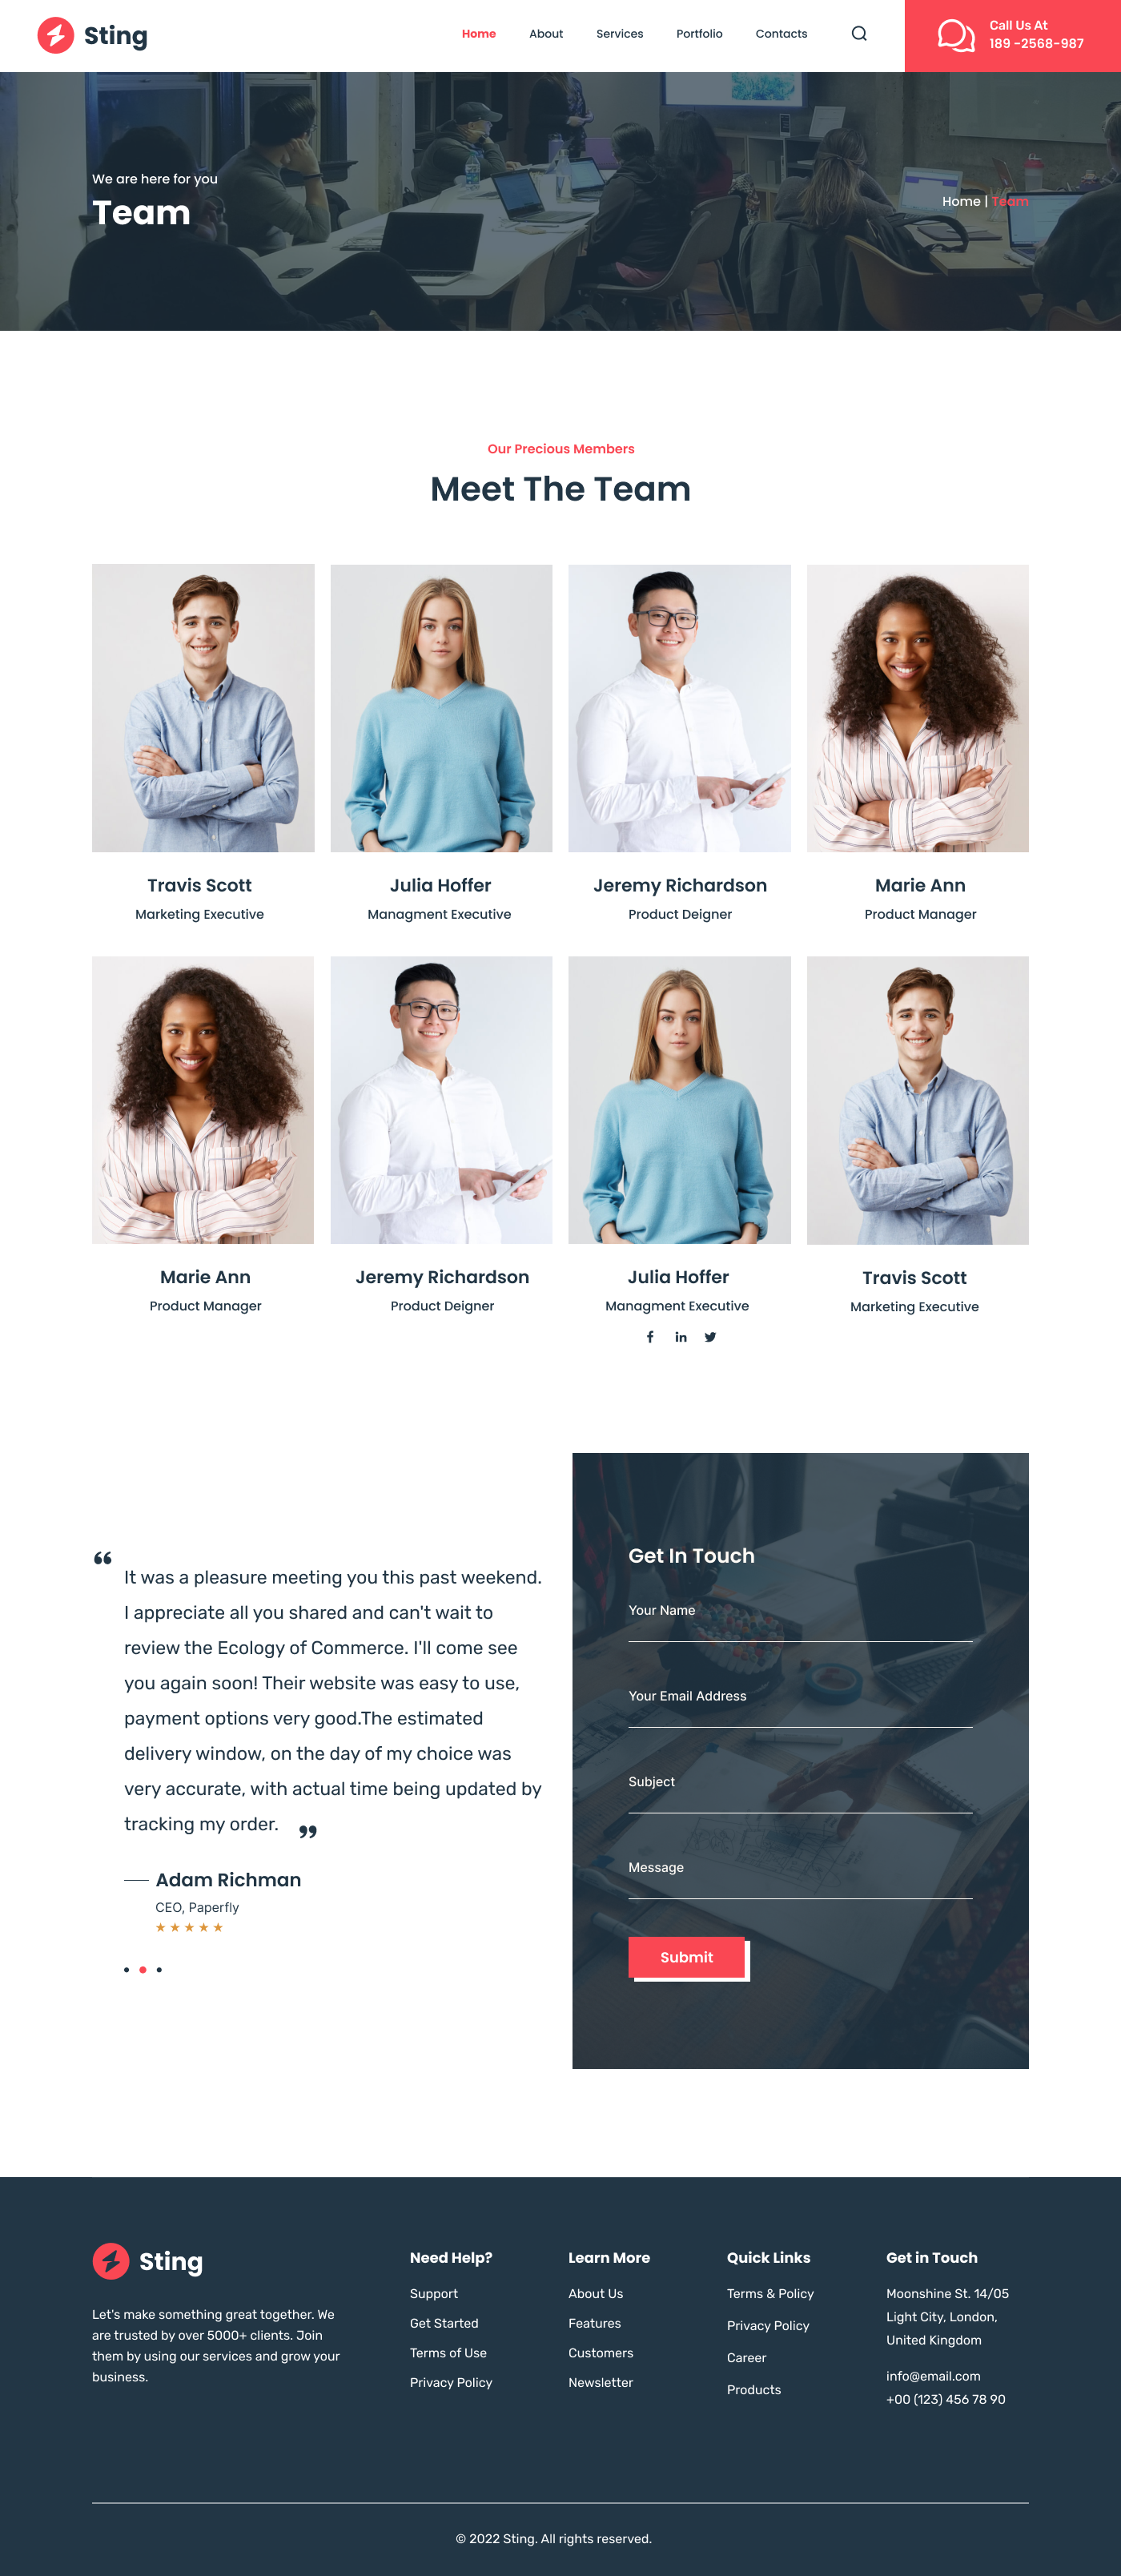 Sting
Home About Services Portfolio Contacts
Call Us At
189 -2568-987
We are here for you
Team
Home | Team
Our Precious Members
Meet The Team
Travis Scott
Marketing Executive
Julia Hoffer
Managment Executive
Jeremy Richardson
Product Deigner
Marie Ann
Product Manager
Marie Ann
Product Manager
Jeremy Richardson
Product Deigner
Julia Hoffer
Managment Executive
Travis Scott
Marketing Executive
“
It was a pleasure meeting you this past weekend.
I appreciate all you shared and can't wait to
review the Ecology of Commerce. I'll come see
you again soon! Their website was easy to use,
payment options very good.The estimated
delivery window, on the day of my choice was
very accurate, with actual time being updated by
tracking my order. ”
Adam Richman
CEO, Paperfly
Get In Touch
Your Name
Your Email Address
Subject
Message
Submit
Sting
Let's make something great together. We
are trusted by over 5000+ clients. Join
them by using our services and grow your
business.
Need Help?
Support
Get Started
Terms of Use
Privacy Policy
Learn More
About Us
Features
Customers
Newsletter
Quick Links
Terms & Policy
Privacy Policy
Career
Products
Get in Touch
Moonshine St. 14/05
Light City, London,
United Kingdom
info@email.com
+00 (123) 456 78 90
© 2022 Sting. All rights reserved.